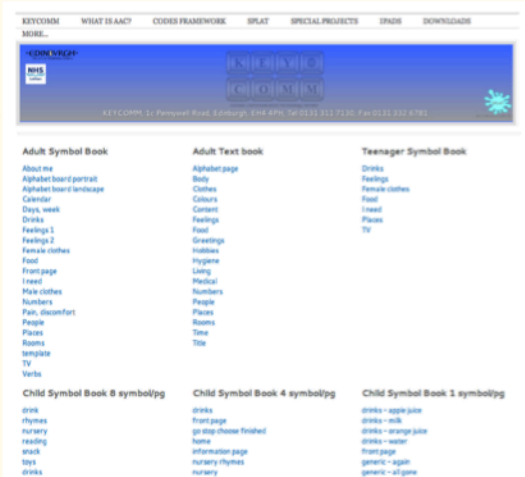 KEYCOMM WHAT IS AAC? CODES FRAMEWORK SPLAT SPECIAL PROJECTS IPADS DOWNLOADS
MORE...
•EDINBVRGH•
NHS
KEYCOMM
KEYCOMM, 1c Pennywell Road, Edinburgh, EH4 4PH, Tel 0131 311 7130, Fax 0131 332 6781
Adult Symbol Book
About me
Alphabet board portrait
Alphabet board landscape
Calendar
Days, week
Drinks
Feelings 1
Feelings 2
Female clothes
Food
Front page
I need
Male clothes
Numbers
Pain, discomfort
People
Places
Rooms
template
TV
Verbs
Adult Text book
Alphabet page
Body
Clothes
Colours
Content
Feelings
Food
Greetings
Hobbies
Hygiene
Living
Medical
Numbers
People
Places
Rooms
Time
Title
Teenager Symbol Book
Drinks
Feelings
Female clothes
Food
I need
Places
TV
Child Symbol Book 8 symbol/pg
drink
rhymes
nursery
reading
snack
toys
drinks
Child Symbol Book 4 symbol/pg
drinks
front page
go stop choose finished
home
information page
nursery rhymes
nursery
Child Symbol Book 1 symbol/pg
drinks - apple juice
drinks - milk
drinks - orange juice
drinks - water
front page
generic - again
generic - all gone